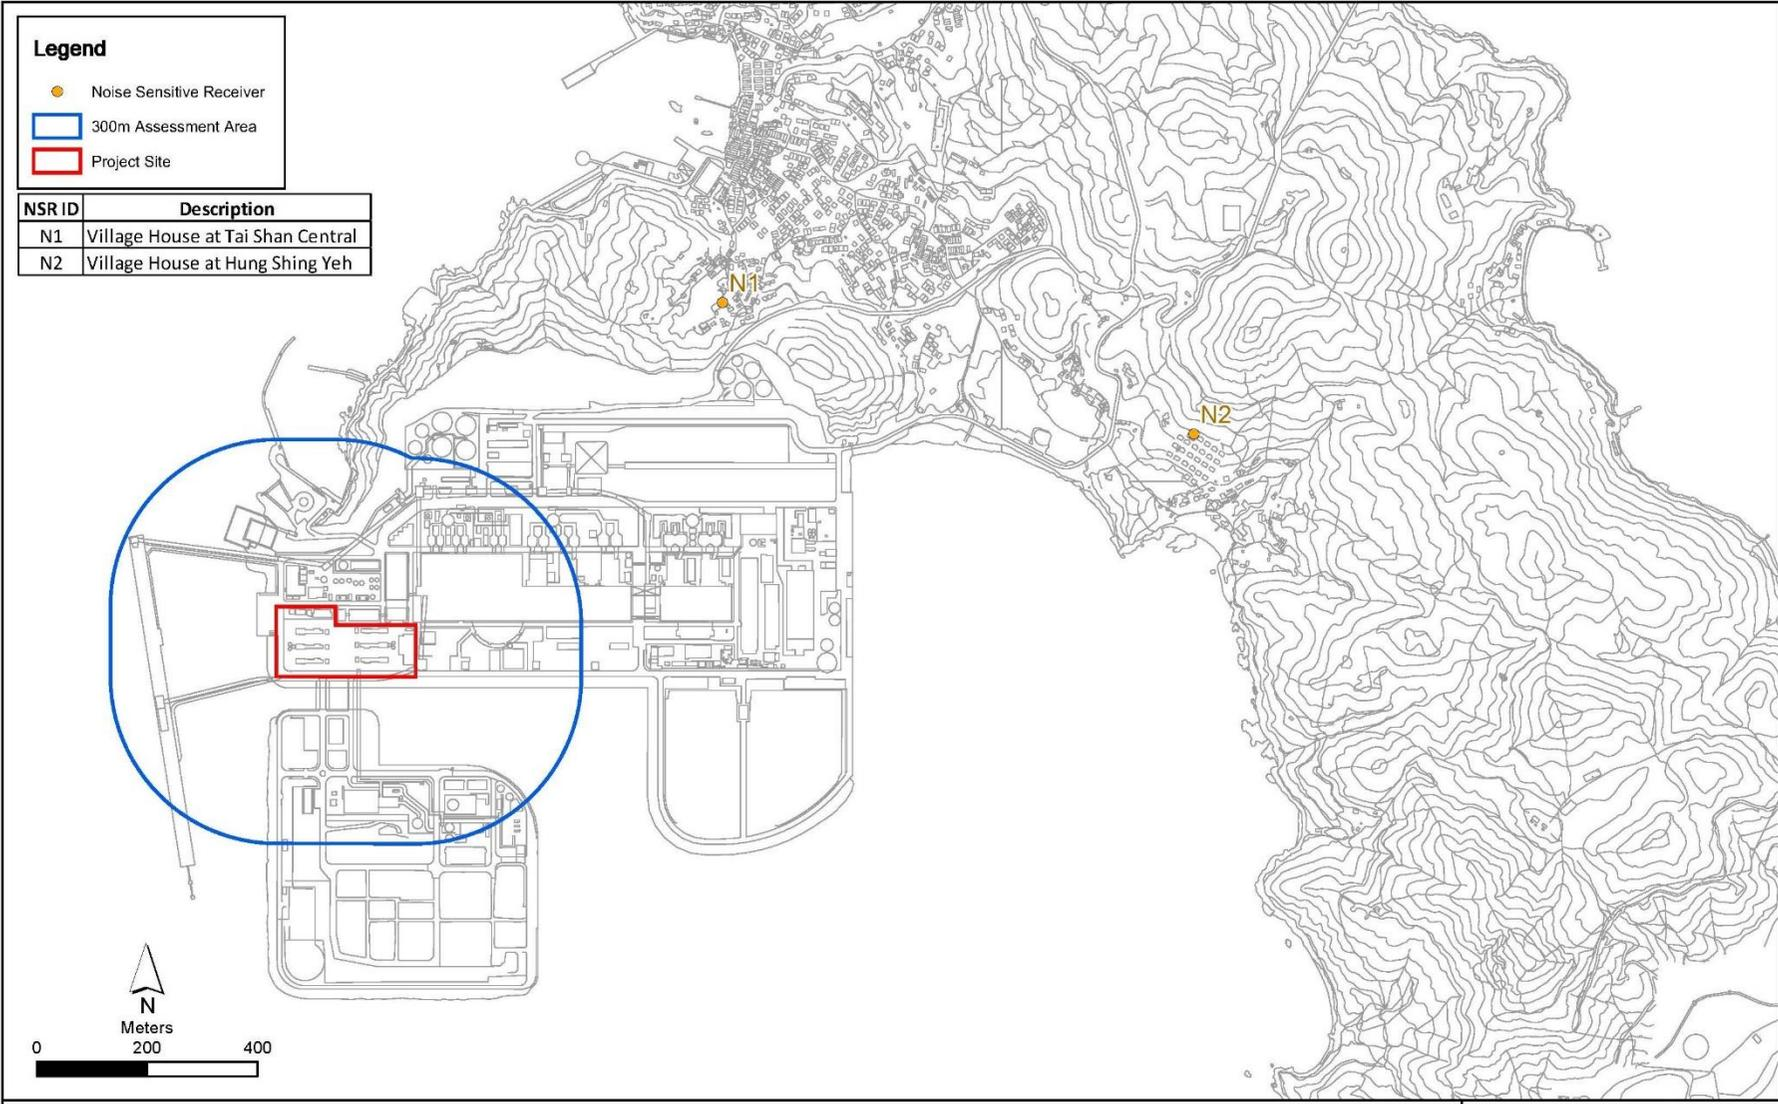 Legend
Noise Sensitive Receiver
300m Assessment Area
Project Site
NSR ID Description
N1 Village House at Tai Shan Central
N2 Village House at Hung Shing Yeh
N1
N2
N
Meters
0 200 400